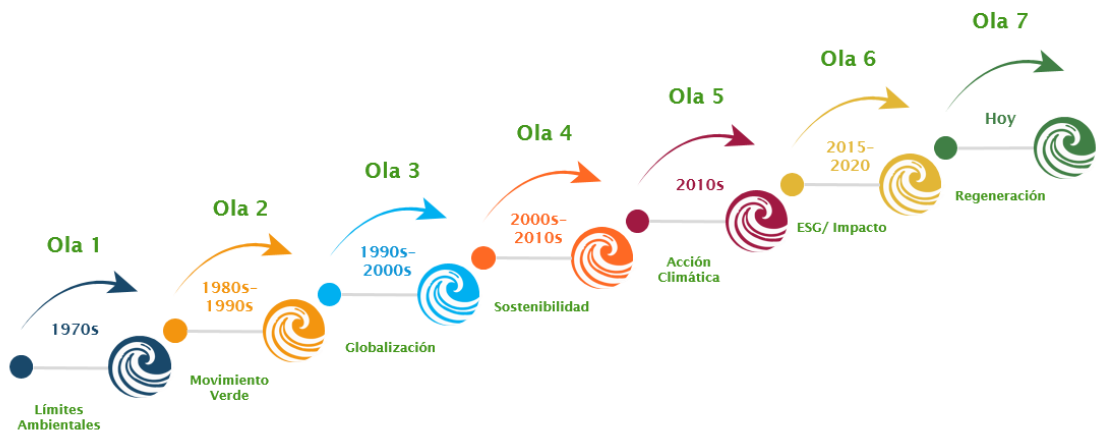 Ola 1
1970s
Límites
Ambientales
Ola 2
1980s-
1990s
Movimiento
Verde
Ola 3
1990s-
2000s
Globalización
Ola 4
2000s-
2010s
Sostenibilidad
Ola 5
2010s
Acción
Climática
Ola 6
2015-
2020
ESG/ Impacto
Ola 7
Hoy
Regeneración